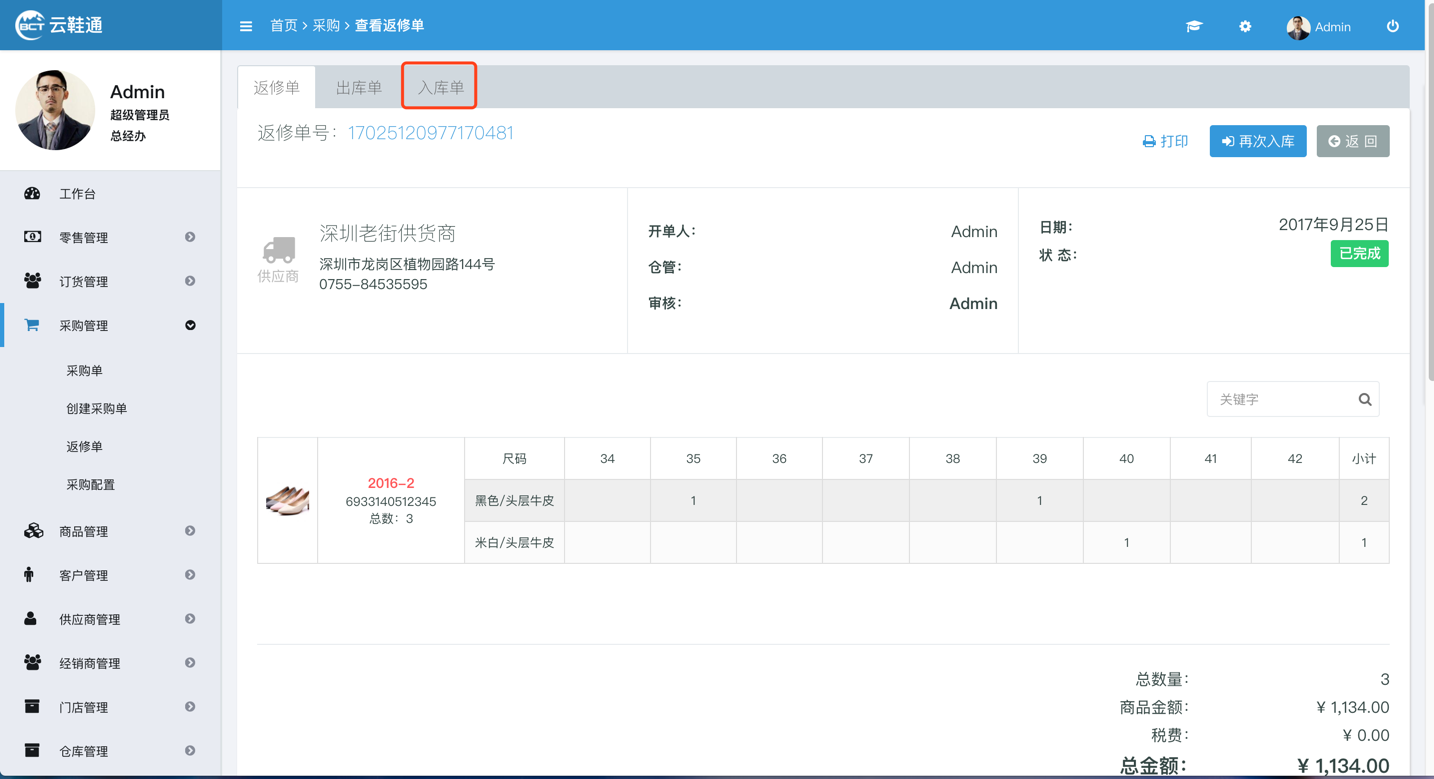 BCT 云鞋通
首页 > 采购 > 查看返修单
Admin
Admin
超级管理员
总经办
工作台
零售管理
订货管理
采购管理
采购单
创建采购单
返修单
采购配置
商品管理
客户管理
供应商管理
经销商管理
门店管理
仓库管理
返修单 出库单 入库单
返修单号：17025120977170481
打印 再次入库 返 回
供应商
深圳老街供货商
深圳市龙岗区植物园路144号
0755-84535595
开单人： Admin
仓管： Admin
审核： Admin
日期： 2017年9月25日
状 态： 已完成
关键字
2016-2
6933140512345
总数：3
尺码 34 35 36 37 38 39 40 41 42 小计
黑色/头层牛皮 1 1 2
米白/头层牛皮 1 1
总数量： 3
商品金额： ¥ 1,134.00
税费： ¥ 0.00
总金额： ¥ 1,134.00